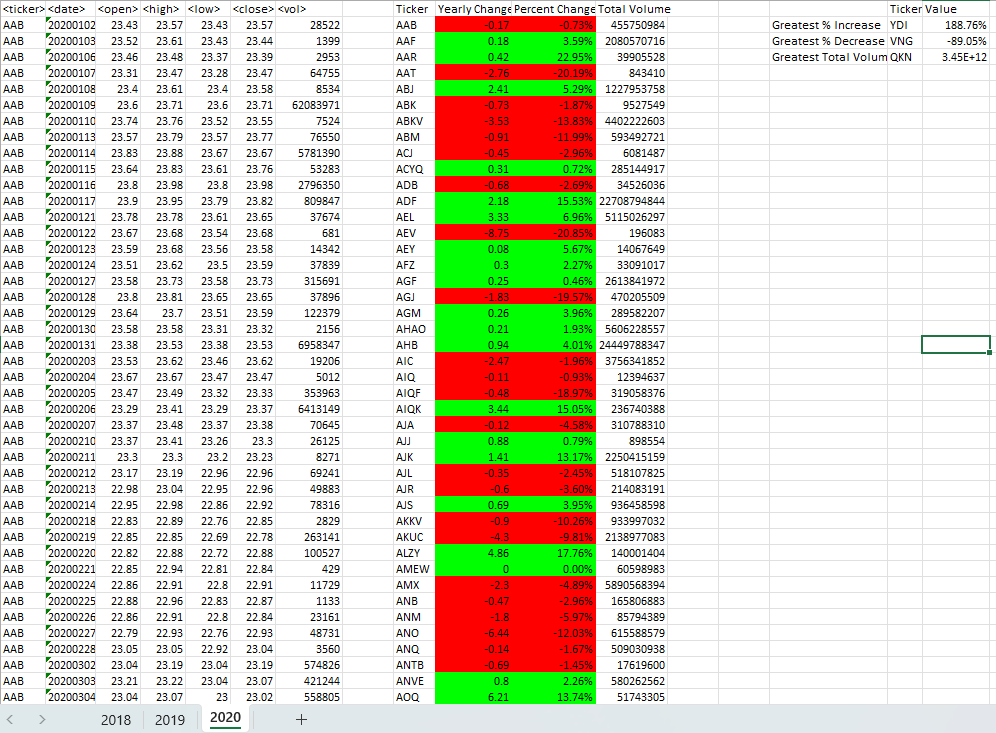 <ticker> <date> <open> <high> <low> <close> <vol> Ticker Yearly Change Percent Change Total Volume Ticker Value
AAB 20200102 23.43 23.57 23.43 23.57 28522 AAB -0.17 -0.73% 455750984 Greatest % Increase YDI 188.76%
AAB 20200103 23.52 23.61 23.43 23.44 1399 AAF 0.18 3.59% 2080570716 Greatest % Decrease VNG -89.05%
AAB 20200106 23.46 23.48 23.37 23.39 2953 AAR 0.42 22.95% 39905528 Greatest Total Volum QKN 3.45E+12
AAB 20200107 23.31 23.47 23.28 23.47 64755 AAT -2.76 -20.19% 843410
AAB 20200108 23.4 23.61 23.4 23.58 8534 ABJ 2.41 5.29% 1227953758
AAB 20200109 23.6 23.71 23.6 23.71 62083971 ABK -0.73 -1.87% 9527549
AAB 20200110 23.74 23.76 23.52 23.55 7524 ABKV -3.53 -13.83% 4402222603
AAB 20200113 23.57 23.79 23.57 23.77 76550 ABM -0.91 -11.99% 593492721
AAB 20200114 23.83 23.88 23.67 23.67 5781390 ACJ -0.45 -2.96% 6081487
AAB 20200115 23.64 23.83 23.61 23.76 53283 ACYQ 0.31 0.72% 285144917
AAB 20200116 23.8 23.98 23.8 23.98 2796350 ADB -0.68 -2.69% 34526036
AAB 20200117 23.9 23.95 23.79 23.82 809847 ADF 2.18 15.53% 22708794844
AAB 20200121 23.78 23.78 23.61 23.65 37674 AEL 3.33 6.96% 5115026297
AAB 20200122 23.67 23.68 23.54 23.68 681 AEV -8.75 -20.85% 196083
AAB 20200123 23.59 23.68 23.56 23.58 14342 AEY 0.08 5.67% 14067649
AAB 20200124 23.51 23.62 23.5 23.59 37839 AFZ 0.3 2.27% 33091017
AAB 20200127 23.58 23.73 23.58 23.73 315691 AGF 0.25 0.46% 2613841972
AAB 20200128 23.8 23.81 23.65 23.65 37896 AGJ -1.83 -19.57% 470205509
AAB 20200129 23.64 23.7 23.51 23.59 122379 AGM 0.26 3.96% 289582207
AAB 20200130 23.58 23.58 23.31 23.32 2156 AHAO 0.21 1.93% 5606228557
AAB 20200131 23.38 23.53 23.38 23.53 6958347 AHB 0.94 4.01% 24449788347
AAB 20200203 23.53 23.62 23.46 23.62 19206 AIC -2.47 -1.96% 3756341852
AAB 20200204 23.67 23.67 23.47 23.47 5012 AIQ -0.11 -0.93% 12394637
AAB 20200205 23.47 23.49 23.32 23.33 353963 AIQF -0.48 -18.97% 319058376
AAB 20200206 23.29 23.41 23.29 23.37 6413149 AIQK 3.44 15.05% 236740388
AAB 20200207 23.37 23.48 23.37 23.38 70645 AJA -0.12 -4.58% 310788310
AAB 20200210 23.37 23.41 23.26 23.3 26125 AJJ 0.88 0.79% 898554
AAB 20200211 23.3 23.3 23.2 23.23 8271 AJK 1.41 13.17% 2250415159
AAB 20200212 23.17 23.19 22.96 22.96 69241 AJL -0.35 -2.45% 518107825
AAB 20200213 22.98 23.04 22.95 22.96 49883 AJR -0.6 -3.60% 214083191
AAB 20200214 22.95 22.98 22.86 22.92 78316 AJS 0.69 3.95% 936458598
AAB 20200218 22.83 22.89 22.76 22.85 2829 AKKV -0.9 -10.26% 933997032
AAB 20200219 22.85 22.85 22.69 22.78 263141 AKUC -4.3 -9.81% 2138977083
AAB 20200220 22.82 22.88 22.72 22.88 100527 ALZY 4.86 17.76% 140001404
AAB 20200221 22.85 22.94 22.81 22.84 429 AMEW 0 0.00% 60598983
AAB 20200224 22.86 22.91 22.8 22.91 11729 AMX -2.3 -4.89% 5890568394
AAB 20200225 22.88 22.96 22.83 22.87 1133 ANB -0.47 -2.96% 165806883
AAB 20200226 22.86 22.91 22.8 22.84 23161 ANM -1.8 -5.97% 85794389
AAB 20200227 22.79 22.93 22.76 22.93 48731 ANO -6.44 -12.03% 615588579
AAB 20200228 23.05 23.05 22.92 23.04 3560 ANQ -0.14 -1.67% 509030938
AAB 20200302 23.04 23.19 23.04 23.19 574826 ANTB -0.69 -1.45% 17619600
AAB 20200303 23.21 23.22 23.04 23.07 421244 ANVE 0.8 2.26% 580262562
AAB 20200304 23.04 23.07 23 23.02 558805 AOQ 6.21 13.74% 51743305
2018 2019 2020